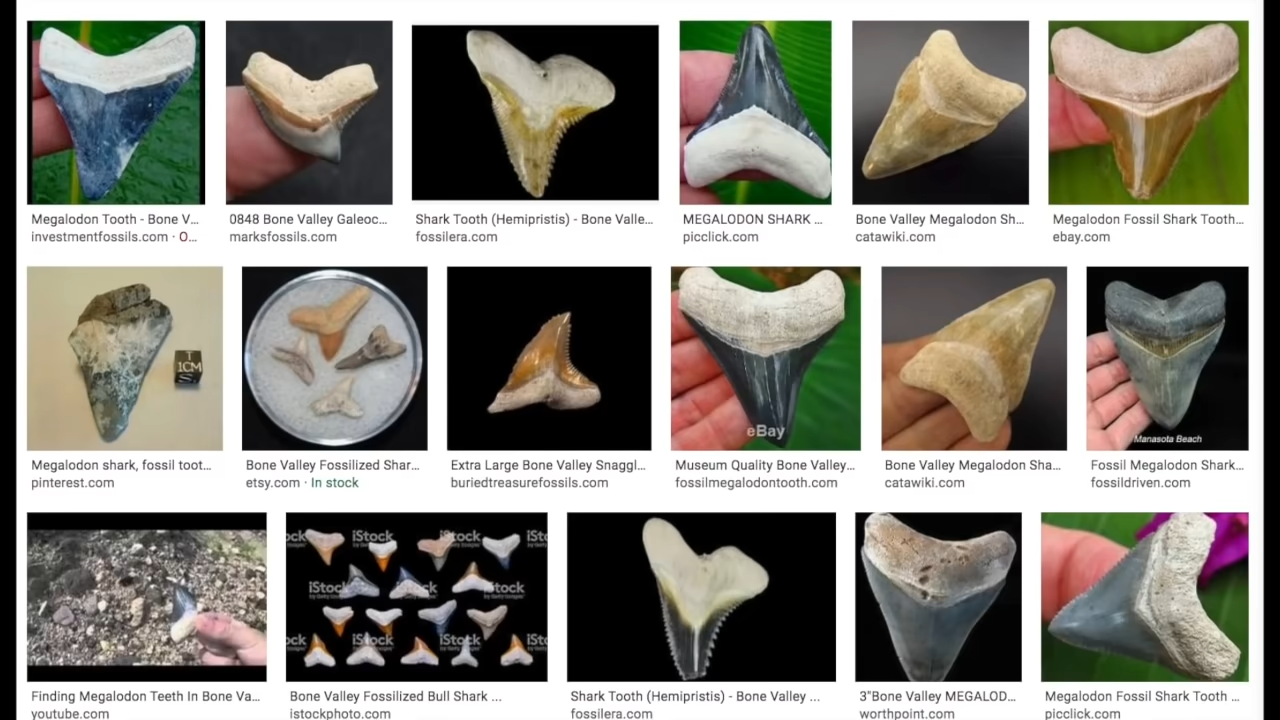 Megalodon Tooth - Bone V...
investmentfossils.com · O...
0848 Bone Valley Galeoc...
marksfossils.com
Shark Tooth (Hemipristis) - Bone Valle...
fossilera.com
MEGALODON SHARK ...
picclick.com
Bone Valley Megalodon Sh...
catawiki.com
Megalodon Fossil Shark Tooth...
ebay.com
T
1CM
S
eBay
Manasota Beach
Megalodon shark, fossil toot...
pinterest.com
Bone Valley Fossilized Shar...
etsy.com · In stock
Extra Large Bone Valley Snaggl...
buriedtreasurefossils.com
Museum Quality Bone Valley...
fossilmegalodontooth.com
Bone Valley Megalodon Sha...
catawiki.com
Fossil Megalodon Shark...
fossildriven.com
iStock
iStock
iStock
iStock
iStock
iStock
Finding Megalodon Teeth In Bone Va...
youtube.com
Bone Valley Fossilized Bull Shark ...
istockphoto.com
Shark Tooth (Hemipristis) - Bone Valley ...
fossilera.com
3"Bone Valley MEGALOD...
worthpoint.com
Megalodon Fossil Shark Tooth ...
picclick.com